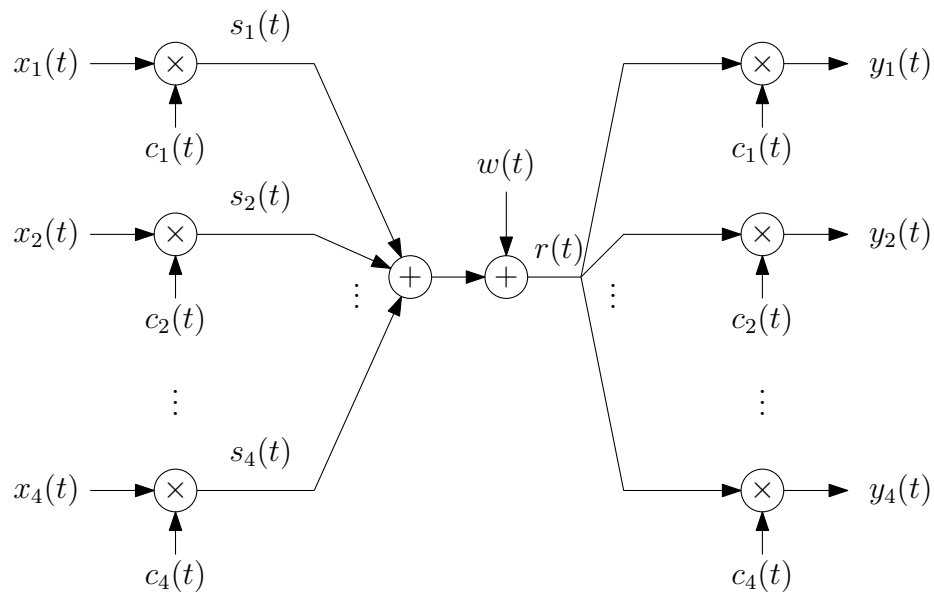 s₁(t)
x₁(t) × × y₁(t)
c₁(t) c₁(t)
w(t)
s₂(t)
x₂(t) × × y₂(t)
r(t)
+ +
⋮ ⋮
c₂(t) c₂(t)
⋮ ⋮
s₄(t)
x₄(t) × × y₄(t)
c₄(t) c₄(t)